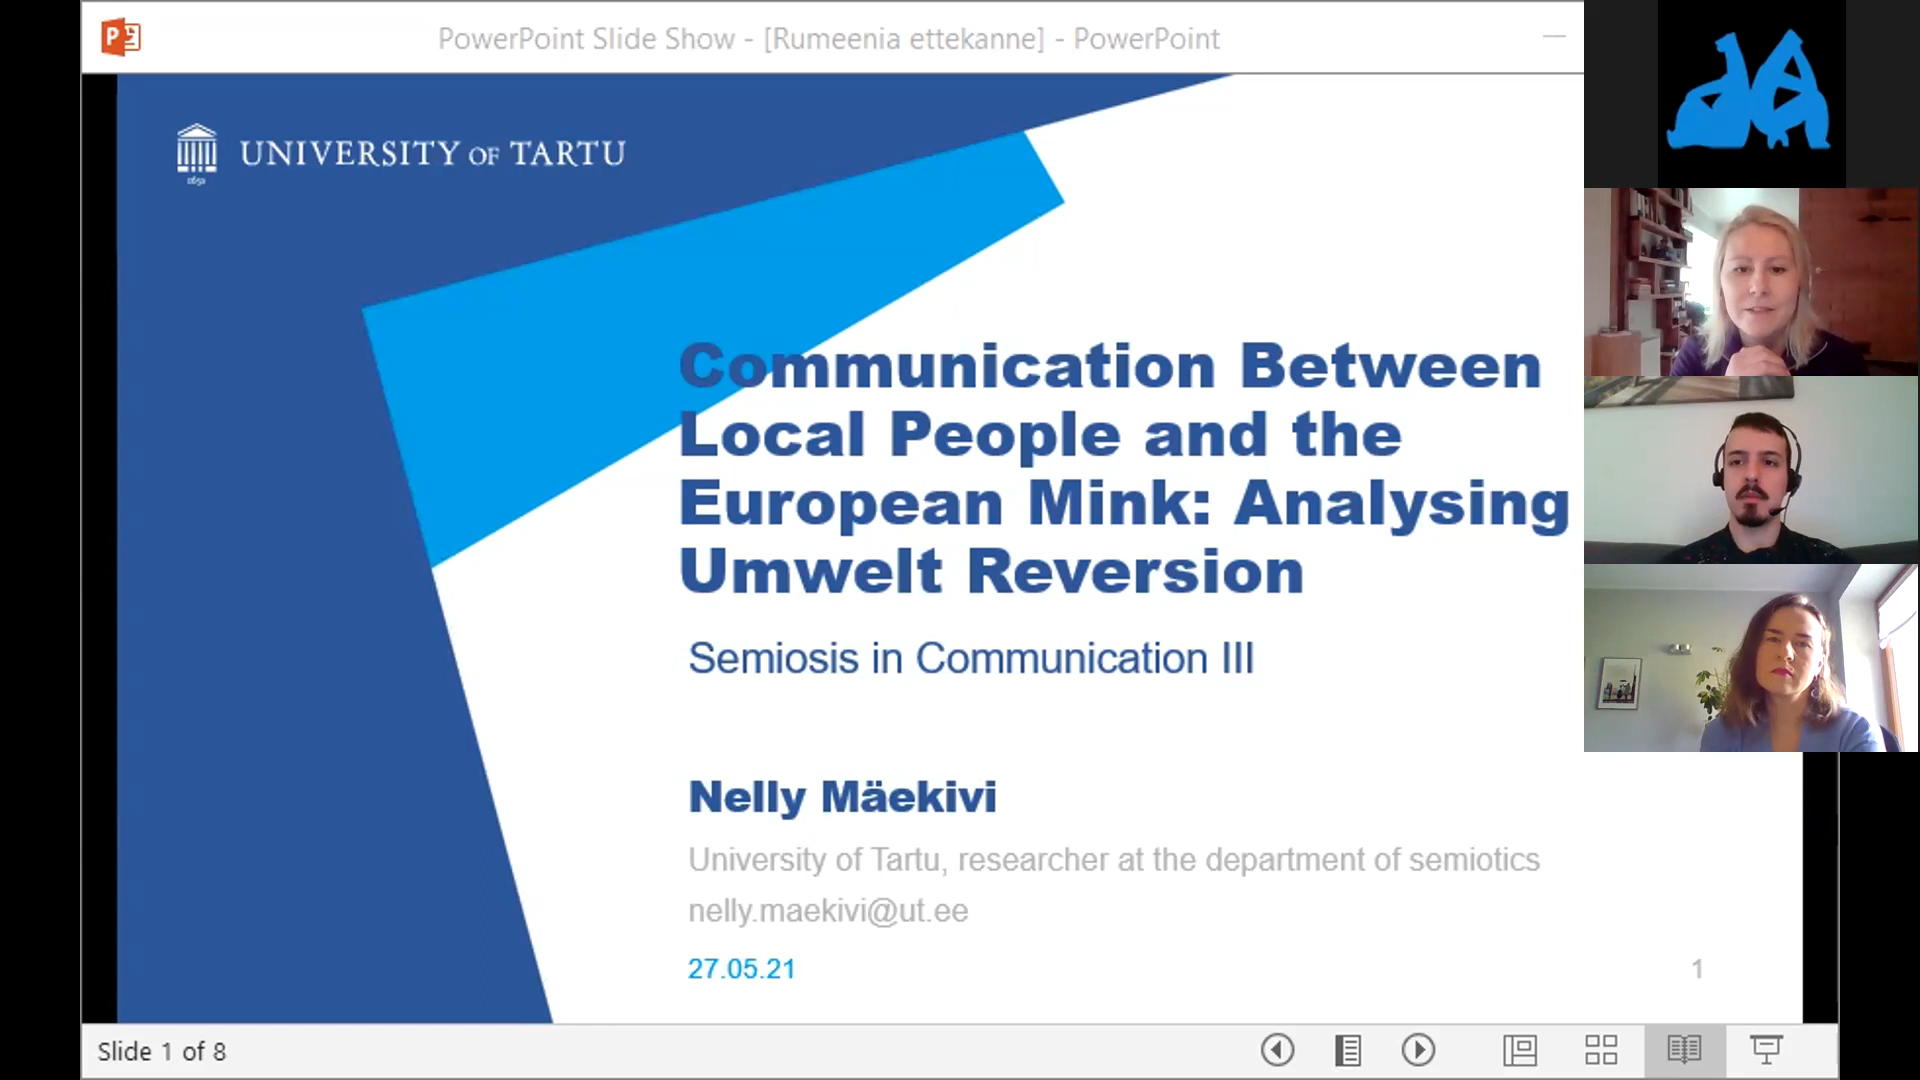 PowerPoint Slide Show - [Rumeenia ettekanne] - PowerPoint
UNIVERSITY OF TARTU
1632
Communication Between
Local People and the
European Mink: Analysing
Umwelt Reversion
Semiosis in Communication III
Nelly Mäekivi
University of Tartu, researcher at the department of semiotics
nelly.maekivi@ut.ee
27.05.21
1
Slide 1 of 8